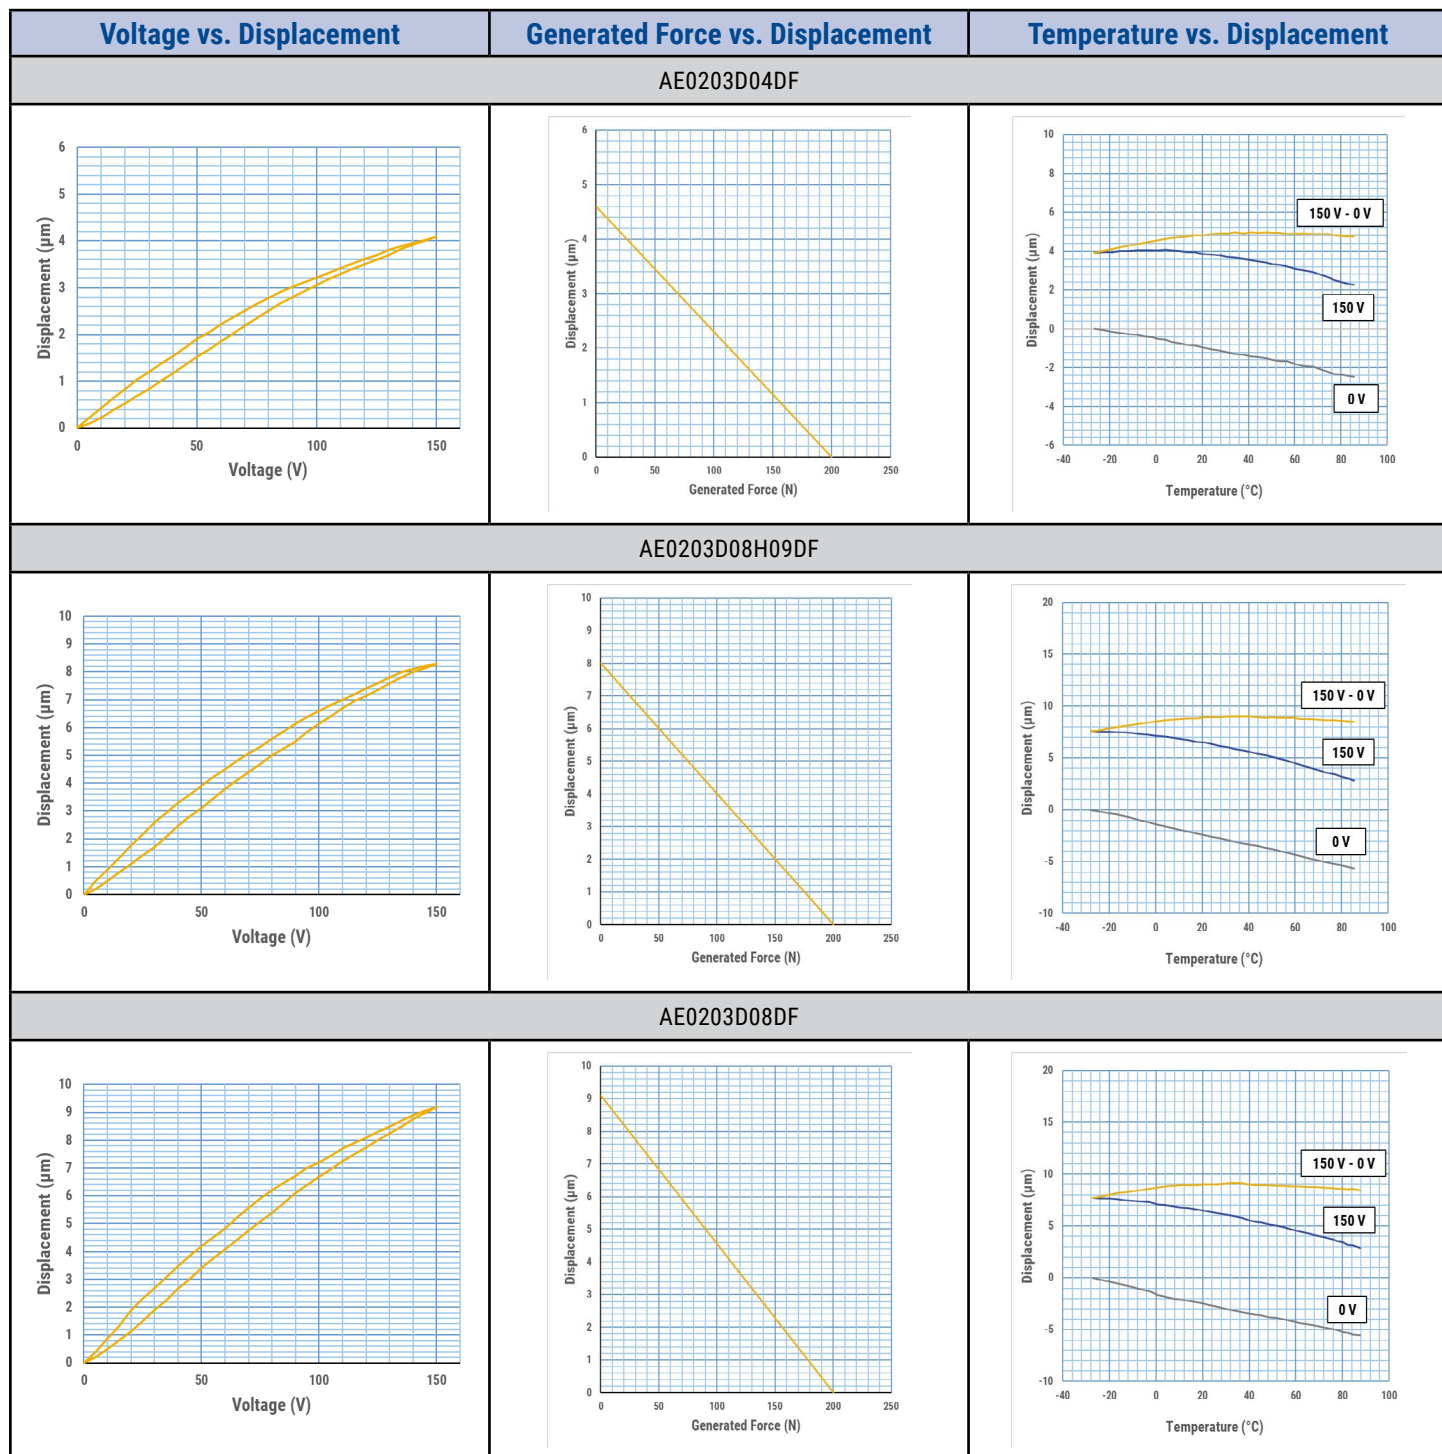 Voltage vs. Displacement
Generated Force vs. Displacement
Temperature vs. Displacement
AE0203D04DF
6
5
4
3
2
1
0
0 50 100 150
Displacement (µm)
Voltage (V)
6
5
4
3
2
1
0
0 50 100 150 200 250
Displacement (µm)
Generated Force (N)
10
8
6
4
2
0
-2
-4
-6
-40 -20 0 20 40 60 80 100
Displacement (µm)
Temperature (°C)
150 V - 0 V
150 V
0 V
AE0203D08H09DF
10
9
8
7
6
5
4
3
2
1
0
0 50 100 150
Displacement (µm)
Voltage (V)
10
9
8
7
6
5
4
3
2
1
0
0 50 100 150 200 250
Displacement (µm)
Generated Force (N)
20
15
10
5
0
-5
-10
-40 -20 0 20 40 60 80 100
Displacement (µm)
Temperature (°C)
150 V - 0 V
150 V
0 V
AE0203D08DF
10
9
8
7
6
5
4
3
2
1
0
0 50 100 150
Displacement (µm)
Voltage (V)
10
9
8
7
6
5
4
3
2
1
0
0 50 100 150 200 250
Displacement (µm)
Generated Force (N)
20
15
10
5
0
-5
-10
-40 -20 0 20 40 60 80 100
Displacement (µm)
Temperature (°C)
150 V - 0 V
150 V
0 V